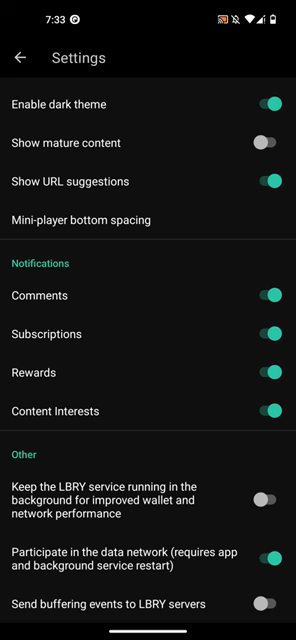 7:33
Settings
Enable dark theme
Show mature content
Show URL suggestions
Mini-player bottom spacing
Notifications
Comments
Subscriptions
Rewards
Content Interests
Other
Keep the LBRY service running in the
background for improved wallet and
network performance
Participate in the data network (requires app
and background service restart)
Send buffering events to LBRY servers